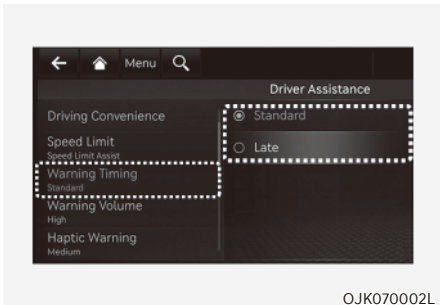 Menu
Driver Assistance
Driving Convenience
Speed Limit
Speed Limit Assist
Warning Timing
Standard
Warning Volume
High
Haptic Warning
Medium
Standard
Late
OJK070002L